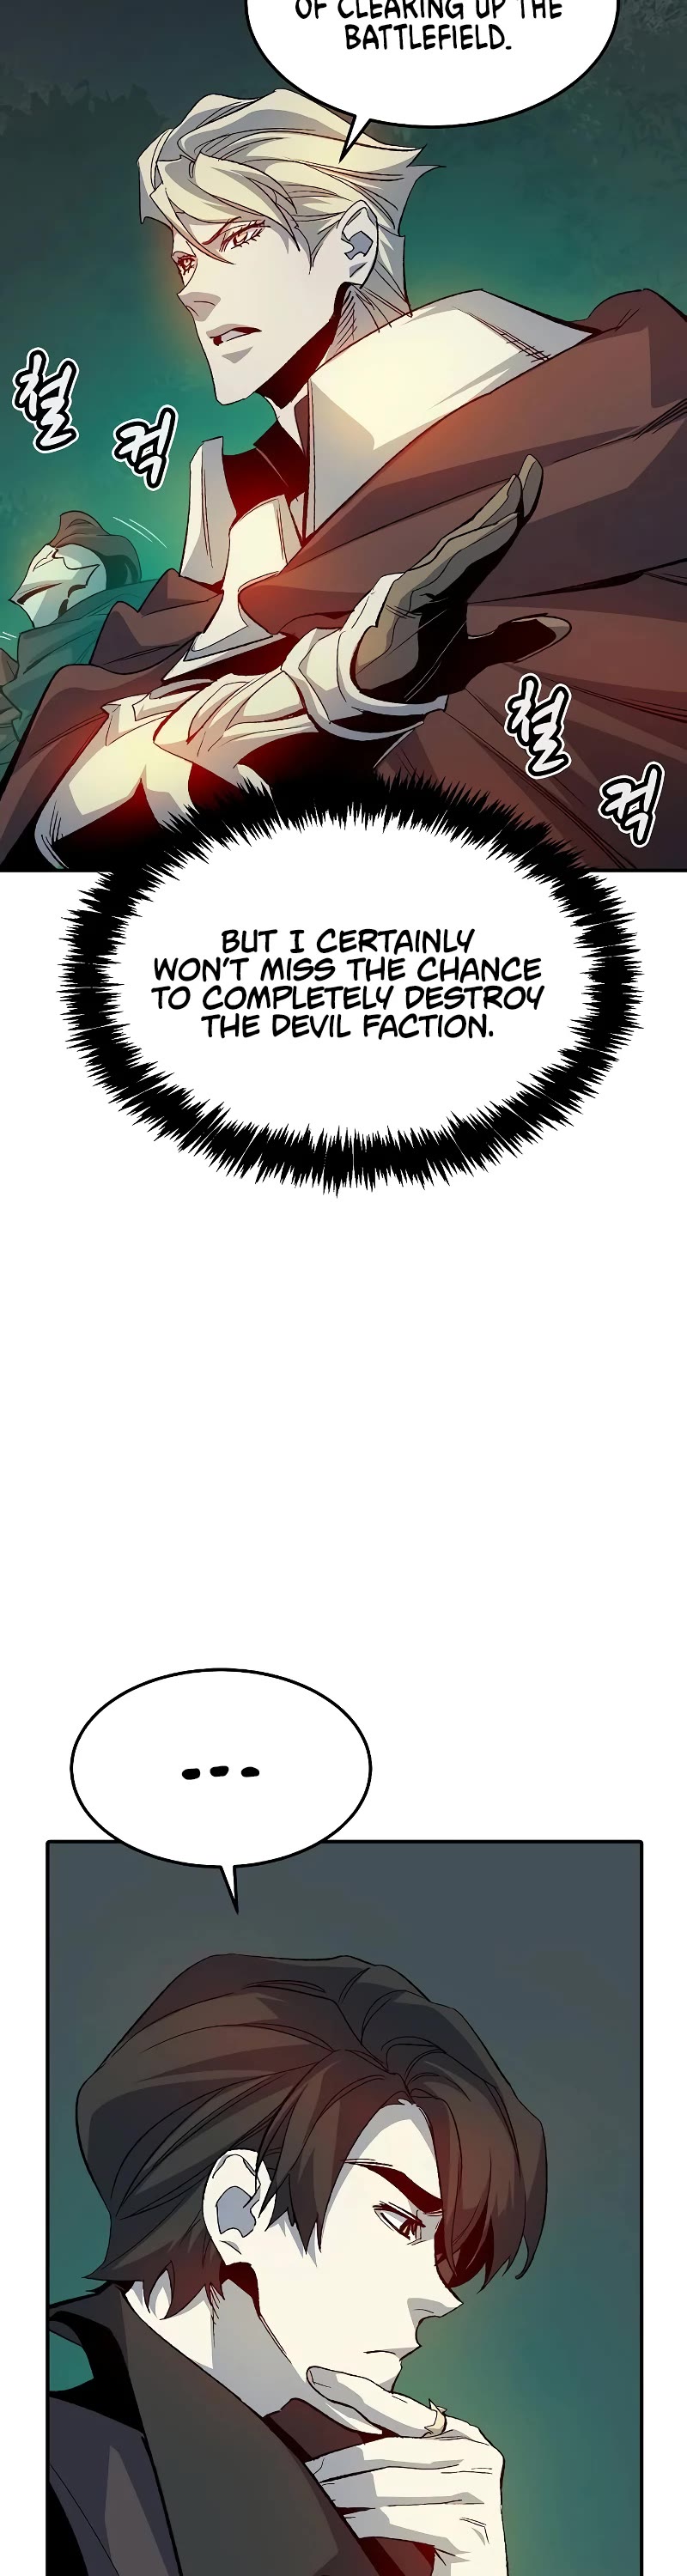 OF CLEARING UP THE
BATTLEFIELD.
철
컥
철
컥
BUT I CERTAINLY
WON'T MISS THE CHANCE
TO COMPLETELY DESTROY
THE DEVIL FACTION.
...